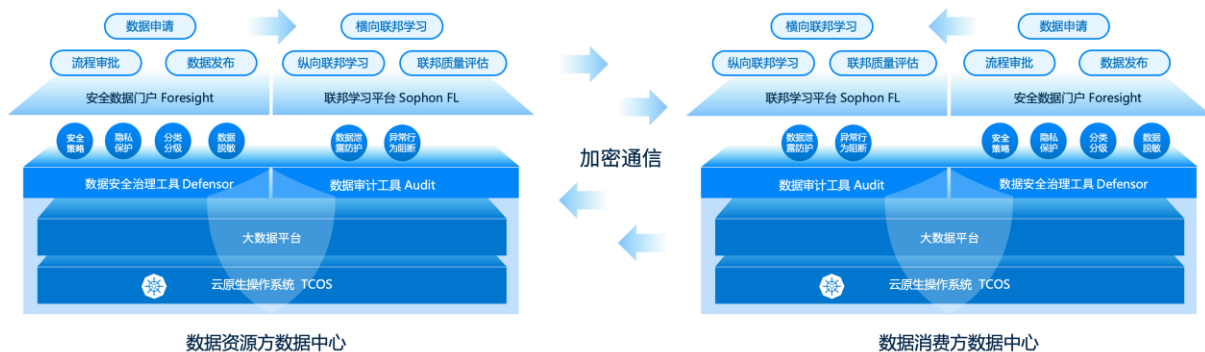 数据申请
横向联邦学习
流程审批
数据发布
纵向联邦学习
联邦质量评估
安全数据门户 Foresight
联邦学习平台 Sophon FL
安全
策略
隐私
保护
分类
分级
数据
脱敏
数据泄
露防护
异常行
为阻断
数据安全治理工具 Defensor
数据审计工具 Audit
大数据平台
云原生操作系统 TCOS
数据资源方数据中心
加密通信
横向联邦学习
数据申请
纵向联邦学习
联邦质量评估
流程审批
数据发布
联邦学习平台 Sophon FL
安全数据门户 Foresight
数据泄
露防护
异常行
为阻断
安全
策略
隐私
保护
分类
分级
数据
脱敏
数据审计工具 Audit
数据安全治理工具 Defensor
大数据平台
云原生操作系统 TCOS
数据消费方数据中心